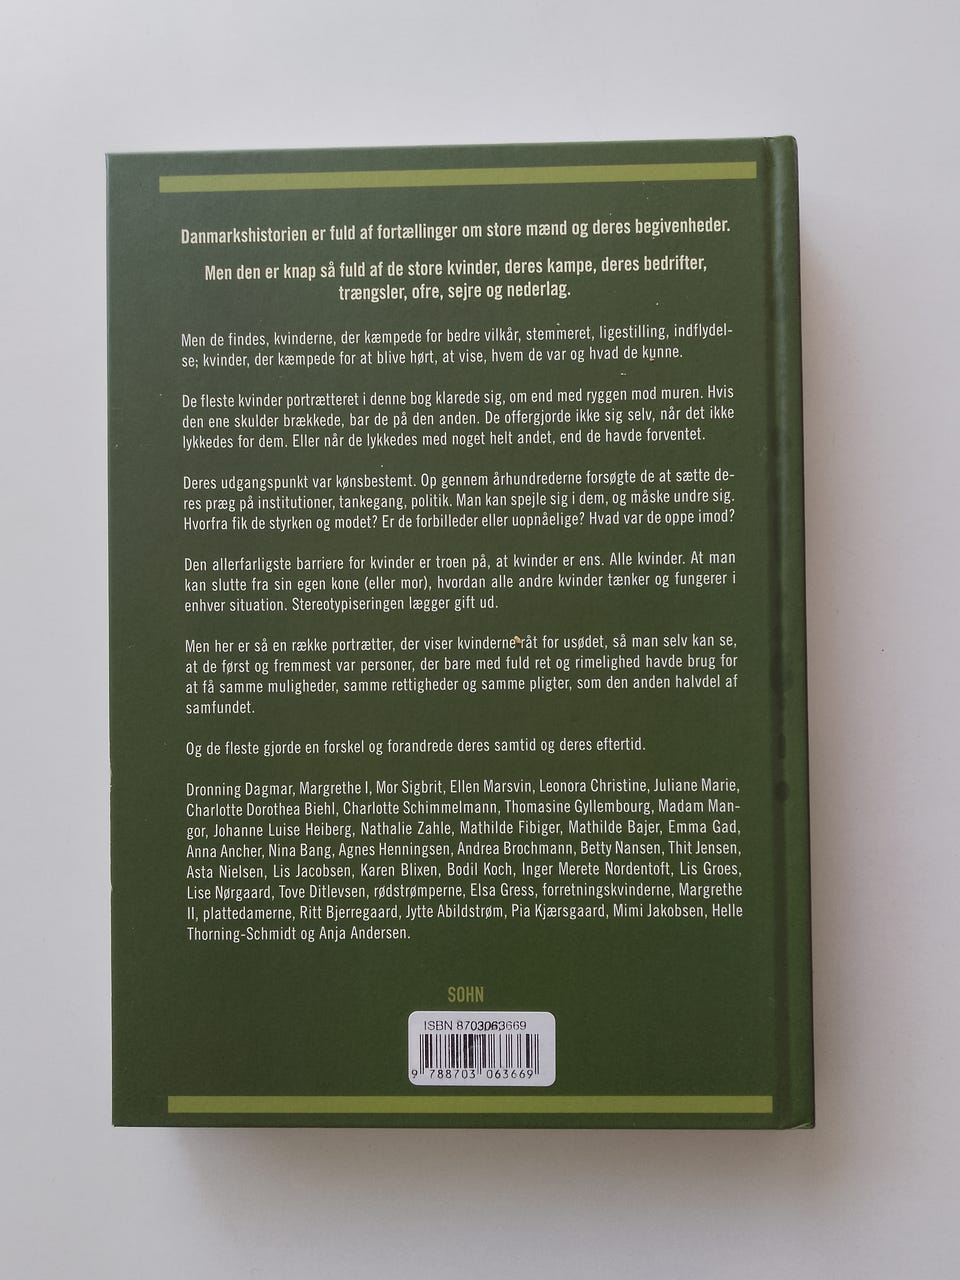 Danmarkshistorien er fuld af fortællinger om store mænd og deres begivenheder.
Men den er knap så fuld af de store kvinder, deres kampe, deres bedrifter,
trængsler, ofre, sejre og nederlag.
Men de findes, kvinderne, der kæmpede for bedre vilkår, stemmeret, ligestilling, indflydel-
se; kvinder, der kæmpede for at blive hørt, at vise, hvem de var og hvad de kunne.
De fleste kvinder portrætteret i denne bog klarede sig, om end med ryggen mod muren. Hvis
den ene skulder brækkede, bar de på den anden. De offergjorde ikke sig selv, når det ikke
lykkedes for dem. Eller når de lykkedes med noget helt andet, end de havde forventet.
Deres udgangspunkt var kønsbestemt. Op gennem århundrederne forsøgte de at sætte de-
res præg på institutioner, tankegang, politik. Man kan spejle sig i dem, og måske undre sig.
Hvorfra fik de styrken og modet? Er de forbilleder eller uopnåelige? Hvad var de oppe imod?
Den allerfarligste barriere for kvinder er troen på, at kvinder er ens. Alle kvinder. At man
kan slutte fra sin egen kone (eller mor), hvordan alle andre kvinder tænker og fungerer i
enhver situation. Stereotypiseringen lægger gift ud.
Men her er så en række portrætter, der viser kvinderne råt for usødet, så man selv kan se,
at de først og fremmest var personer, der bare med fuld ret og rimelighed havde brug for
at få samme muligheder, samme rettigheder og samme pligter, som den anden halvdel af
samfundet.
Og de fleste gjorde en forskel og forandrede deres samtid og deres eftertid.
Dronning Dagmar, Margrethe I, Mor Sigbrit, Ellen Marsvin, Leonora Christine, Juliane Marie,
Charlotte Dorothea Biehl, Charlotte Schimmelmann, Thomasine Gyllembourg, Madam Man-
gor, Johanne Luise Heiberg, Nathalie Zahle, Mathilde Fibiger, Mathilde Bajer, Emma Gad,
Anna Ancher, Nina Bang, Agnes Henningsen, Andrea Brochmann, Betty Nansen, Thit Jensen,
Asta Nielsen, Lis Jacobsen, Karen Blixen, Bodil Koch, Inger Merete Nordentoft, Lis Groes,
Lise Nørgaard, Tove Ditlevsen, rødstrømperne, Elsa Gress, forretningskvinderne, Margrethe
II, plattedamerne, Ritt Bjerregaard, Jytte Abildstrøm, Pia Kjærsgaard, Mimi Jakobsen, Helle
Thorning-Schmidt og Anja Andersen.
SOHN
ISBN 8703063669
9 788703 063669